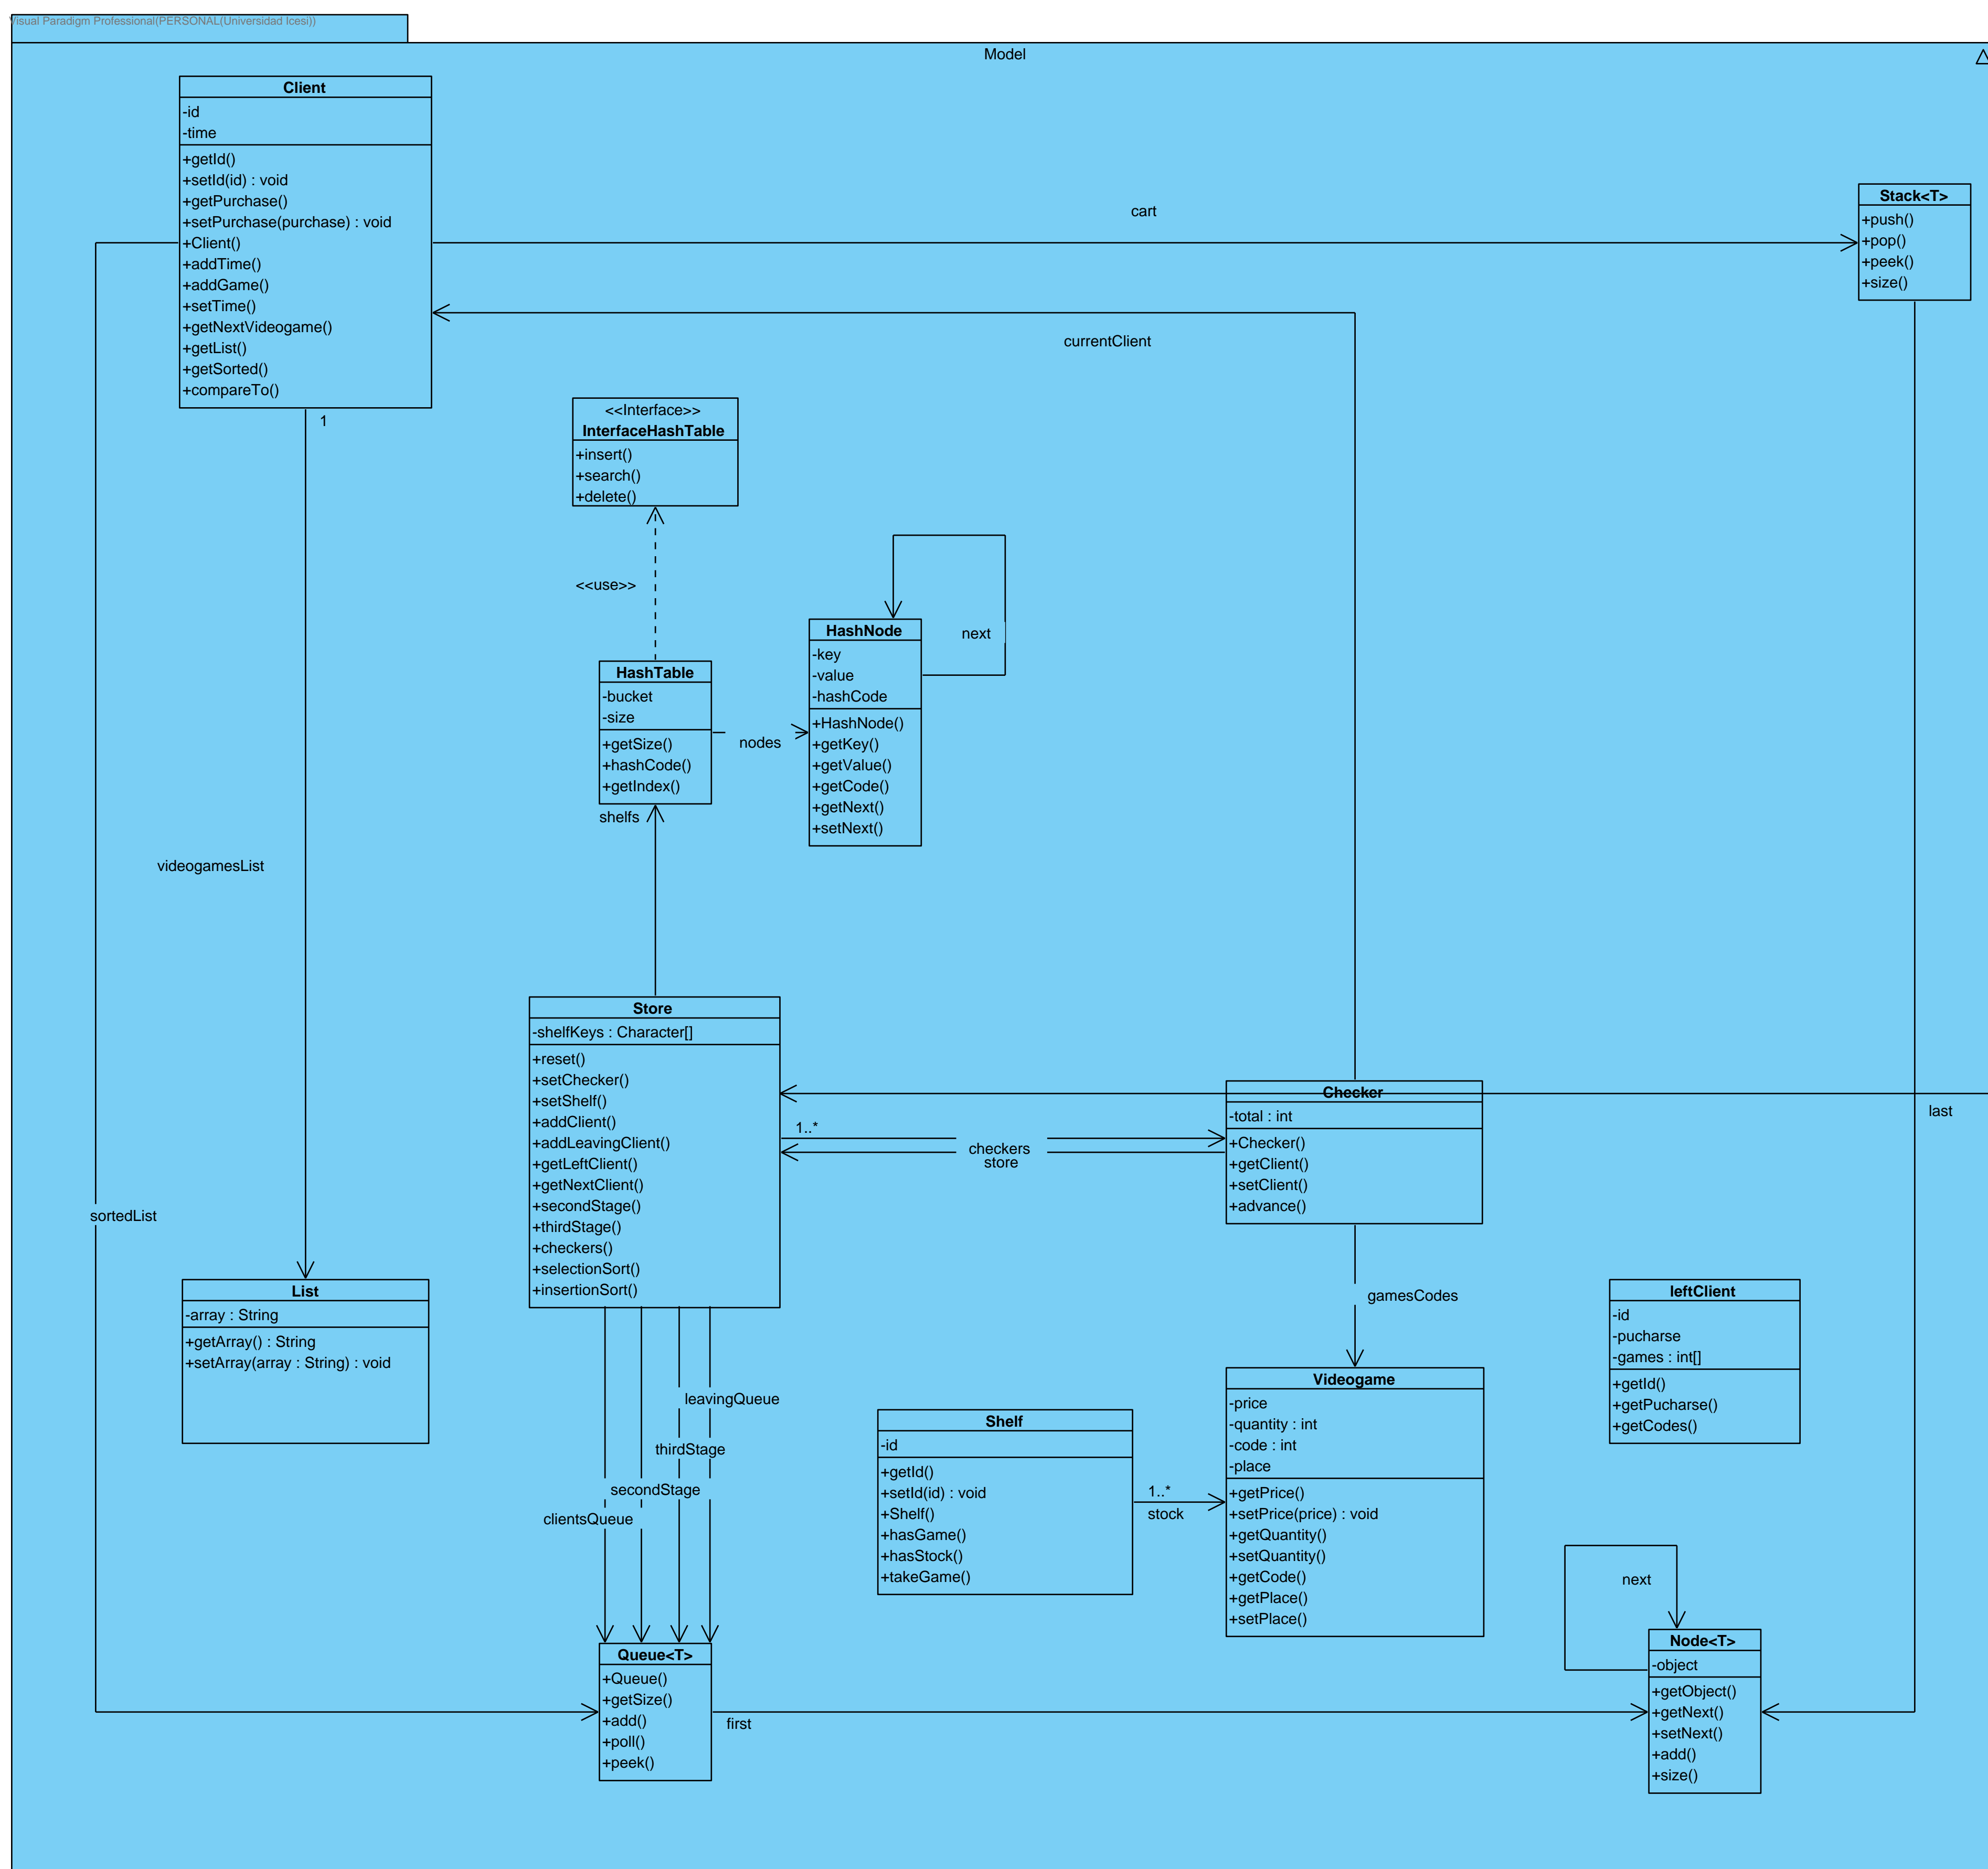 Visual Paradigm Professional(PERSONAL(Universidad Icesi))
Model
Client
-id
-time
+getId()
+setId(id) : void
+getPurchase()
+setPurchase(purchase) : void
+Client()
+addTime()
+addGame()
+setTime()
+getNextVideogame()
+getList()
+getSorted()
+compareTo()
1
cart
Stack<T>
+push()
+pop()
+peek()
+size()
currentClient
<<Interface>>
InterfaceHashTable
+insert()
+search()
+delete()
<<use>>
HashNode
-key
-value
-hashCode
+HashNode()
+getKey()
+getValue()
+getCode()
+getNext()
+setNext()
next
HashTable
-bucket
-size
+getSize()
+hashCode()
+getIndex()
nodes
shelfs
videogamesList
Store
-shelfKeys : Character[]
+reset()
+setChecker()
+setShelf()
+addClient()
+addLeavingClient()
+getLeftClient()
+getNextClient()
+secondStage()
+thirdStage()
+checkers()
+selectionSort()
+insertionSort()
1..*
checkers
store
Checker
-total : int
+Checker()
+getClient()
+setClient()
+advance()
last
sortedList
List
-array : String
+getArray() : String
+setArray(array : String) : void
gamesCodes
leftClient
-id
-pucharse
-games : int[]
+getId()
+getPucharse()
+getCodes()
leavingQueue
thirdStage
secondStage
clientsQueue
Shelf
-id
+getId()
+setId(id) : void
+Shelf()
+hasGame()
+hasStock()
+takeGame()
1..*
stock
Videogame
-price
-quantity : int
-code : int
-place
+getPrice()
+setPrice(price) : void
+getQuantity()
+setQuantity()
+getCode()
+getPlace()
+setPlace()
next
Queue<T>
+Queue()
+getSize()
+add()
+poll()
+peek()
first
Node<T>
-object
+getObject()
+getNext()
+setNext()
+add()
+size()